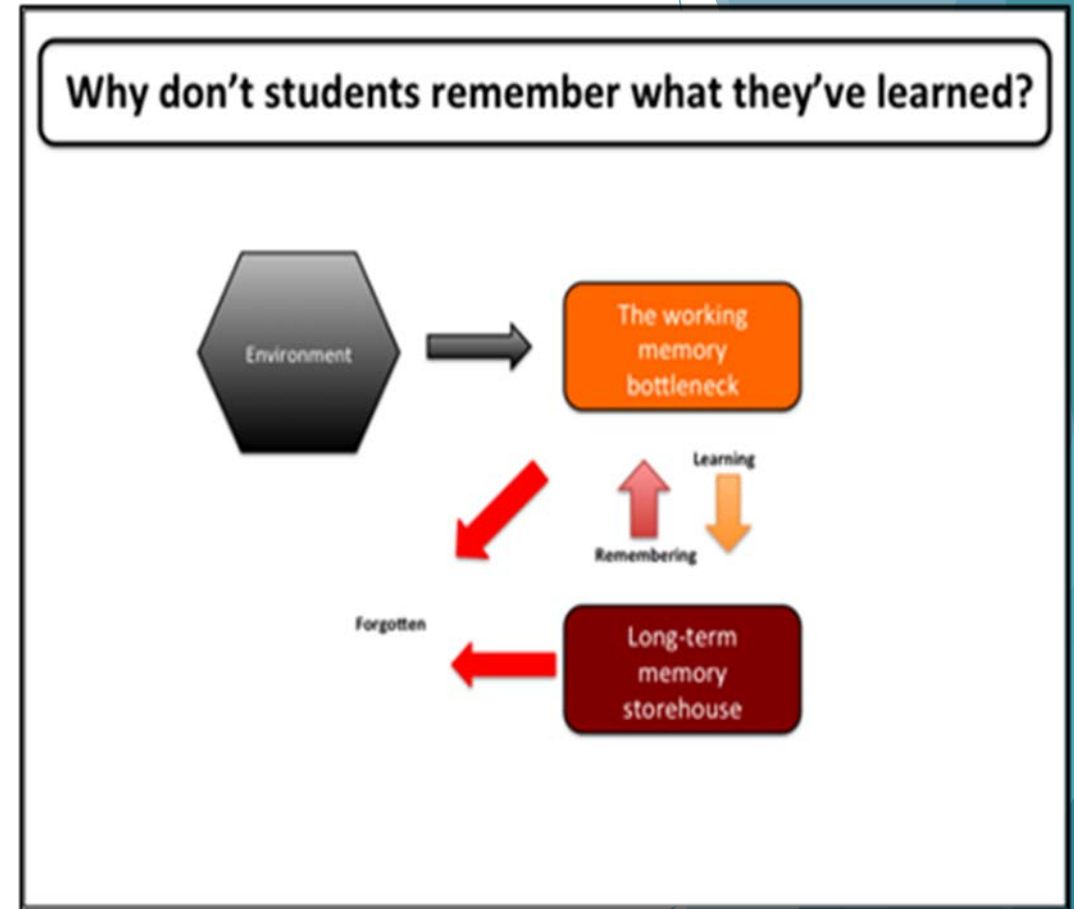 Why don't students remember what they've learned?
Environment
The working
memory
bottleneck
Learning
Remembering
Forgotten
Long-term
memory
storehouse